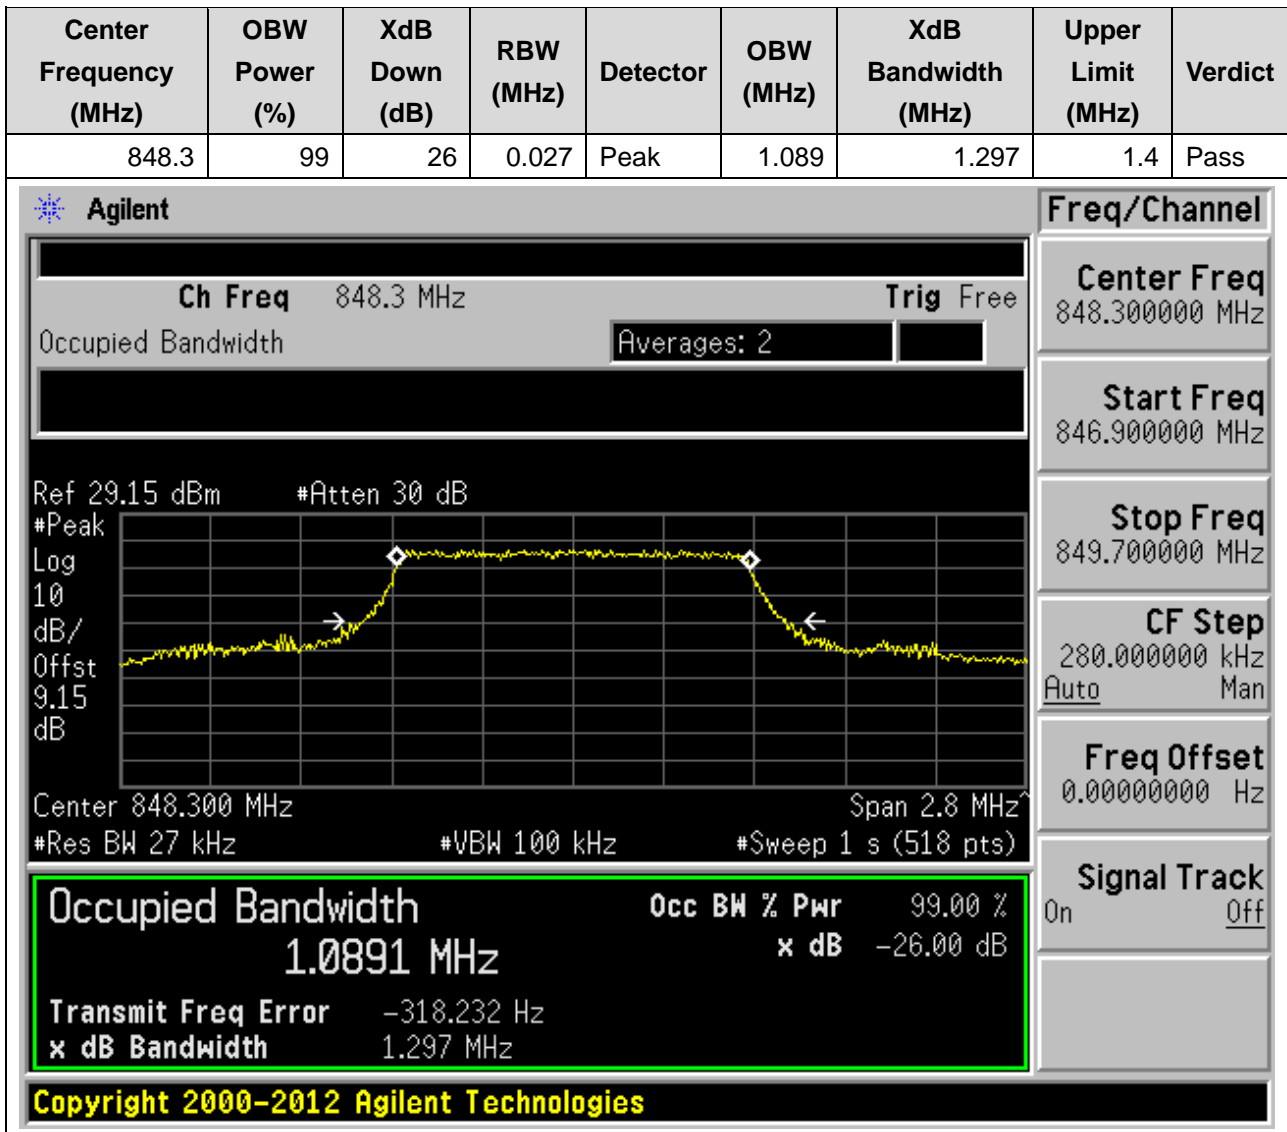 Center Frequency (MHz) OBW Power (%) XdB Down (dB) RBW (MHz) Detector OBW (MHz) XdB Bandwidth (MHz) Upper Limit (MHz) Verdict
848.3 99 26 0.027 Peak 1.089 1.297 1.4 Pass
Agilent
Freq/Channel
Ch Freq 848.3 MHz Trig Free
Occupied Bandwidth Averages: 2
Center Freq
848.300000 MHz
Start Freq
846.900000 MHz
Stop Freq
849.700000 MHz
CF Step
280.000000 kHz
Auto Man
Freq Offset
0.00000000 Hz
Signal Track
On Off
Ref 29.15 dBm #Atten 30 dB
#Peak
Log
10
dB/
Offst
9.15
dB
Center 848.300 MHz Span 2.8 MHz^
#Res BW 27 kHz #VBW 100 kHz #Sweep 1 s (518 pts)
Occupied Bandwidth Occ BW % Pwr 99.00 %
1.0891 MHz x dB -26.00 dB
Transmit Freq Error -318.232 Hz
x dB Bandwidth 1.297 MHz
Copyright 2000-2012 Agilent Technologies